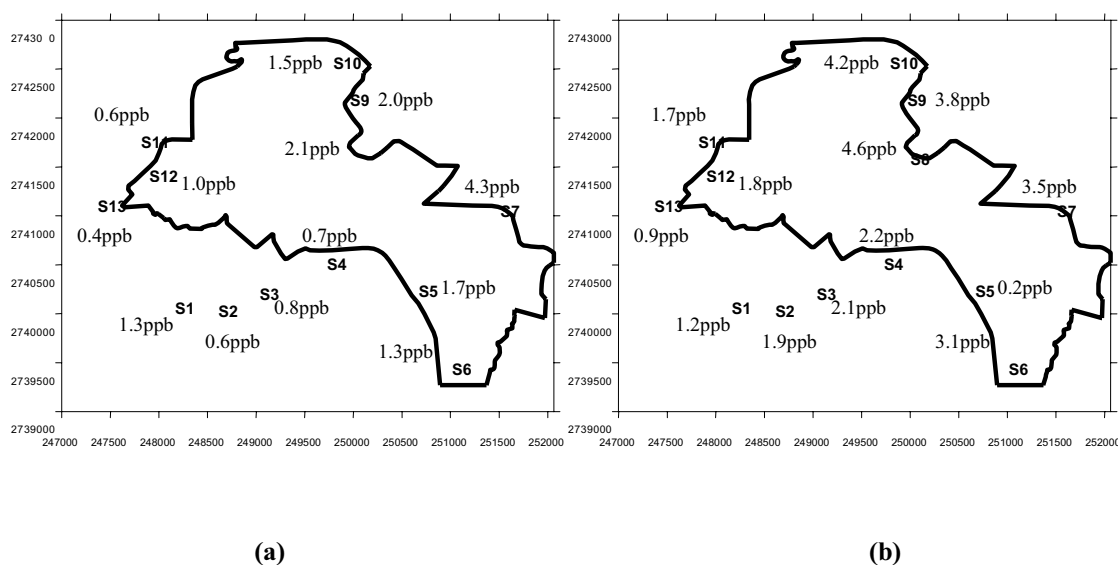 27430 0 2743000
1.5ppb S10 4.2ppb S10
2742500 2742500
S9 2.0ppb S9 3.8ppb
0.6ppb 1.7ppb
2742000 2742000
S11 2.1ppb S11 4.6ppb
S8
2741500 2741500
S12 1.0ppb 4.3ppb S12 1.8ppb 3.5ppb
S13 S7 S13 S7
2741000 2741000
0.4ppb 0.7ppb 0.9ppb 2.2ppb
S4 S4
2740500 2740500
S3 S5 1.7ppb S3 S5 0.2ppb
S1 S2 0.8ppb S1 S2 2.1ppb
2740000 2740000
1.3ppb 1.2ppb
0.6ppb 1.3ppb 1.9ppb 3.1ppb
S6 S6
2739500 2739500
2739000 2739000
247000 247500 248000 248500 249000 249500 250000 250500 251000 251500 252000 247000 247500 248000 248500 249000 249500 250000 250500 251000 251500 252000
(a) (b)